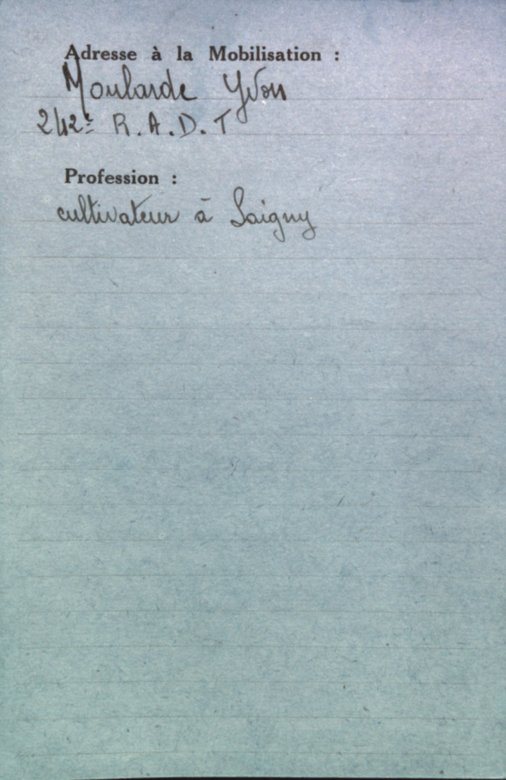 Adresse à la Mobilisation :
Moularde Yvon
242e R.A.D.T
Profession :
cultivateur à Saigny